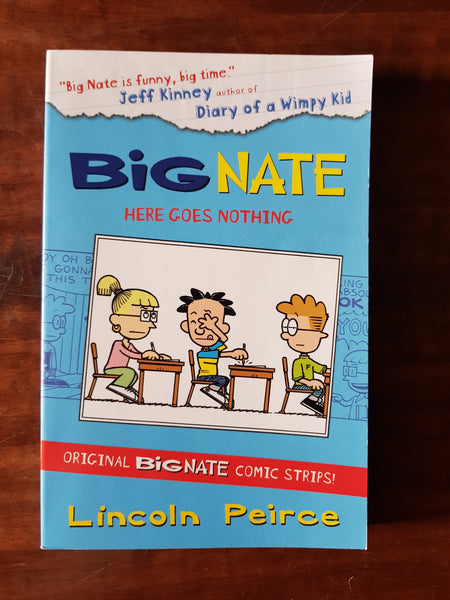 "Big Nate is funny, big time."
Jeff Kinney author of
Diary of a Wimpy Kid
BiG NATE
HERE GOES NOTHING
ORIGINAL BiG NATE COMIC STRIPS!
Lincoln Peirce